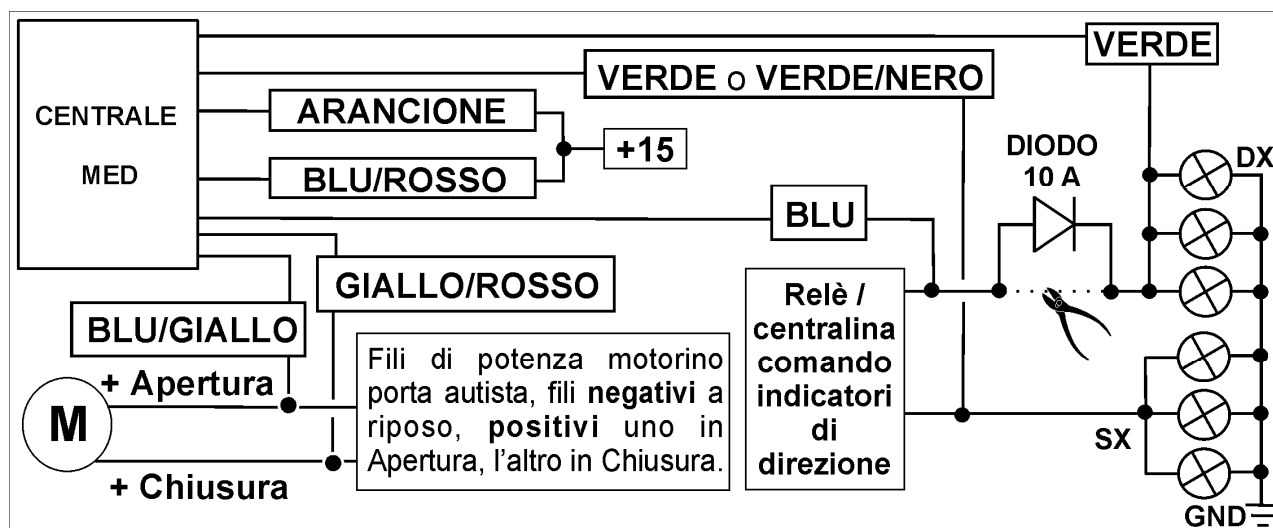 CENTRALE
MED
VERDE
VERDE o VERDE/NERO
ARANCIONE
+15
BLU/ROSSO
DIODO
10 A
DX
BLU
GIALLO/ROSSO
BLU/GIALLO
+ Apertura
M
+ Chiusura
Fili di potenza motorino
porta autista, fili negativi a
riposo, positivi uno in
Apertura, l'altro in Chiusura.
Relè /
centralina
comando
indicatori
di
direzione
SX
GND